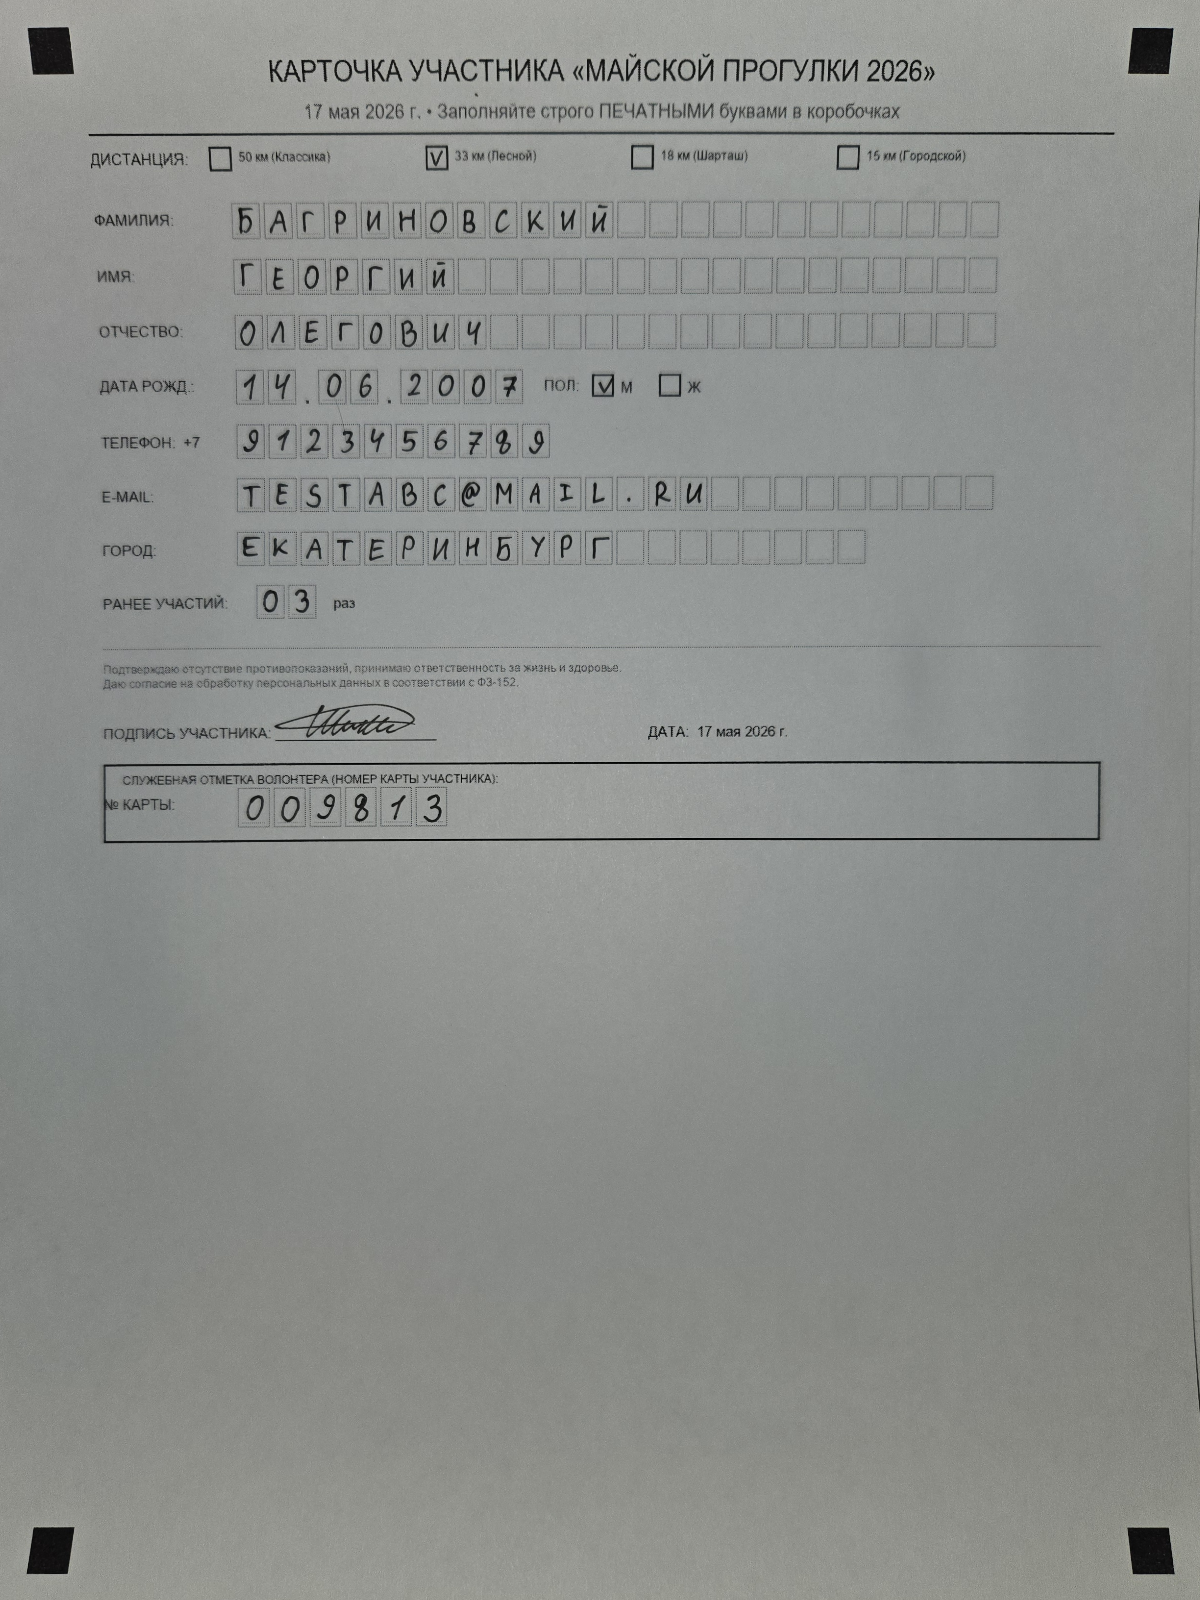 КАРТОЧКА УЧАСТНИКА «МАЙСКОЙ ПРОГУЛКИ 2026»
17 мая 2026 г. • Заполняйте строго ПЕЧАТНЫМИ буквами в коробочках
ДИСТАНЦИЯ: 50 км (Классика) V 33 км (Лесной) 18 км (Шарташ) 15 км (Городской)
ФАМИЛИЯ: БАГРИНОВСКИЙ
ИМЯ: ГЕОРГИЙ
ОТЧЕСТВО: ОЛЕГОВИЧ
ДАТА РОЖД.: 14.06.2007 ПОЛ: V М Ж
ТЕЛЕФОН: +7 9123456789
E-MAIL: TESTABC@MAIL.RU
ГОРОД: ЕКАТЕРИНБУРГ
РАНЕЕ УЧАСТИЙ: 03 раз
Подтверждаю отсутствие противопоказаний, принимаю ответственность за жизнь и здоровье.
Даю согласие на обработку персональных данных в соответствии с ФЗ-152.
ПОДПИСЬ УЧАСТНИКА: ДАТА: 17 мая 2026 г.
СЛУЖЕБНАЯ ОТМЕТКА ВОЛОНТЕРА (НОМЕР КАРТЫ УЧАСТНИКА):
№ КАРТЫ: 009813